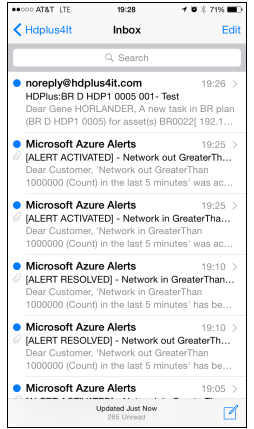 AT&T LTE 19:28 71%
Hdplus4It Inbox Edit
Search
noreply@hdplus4it.com 19:26
HDPlus:BR D HDP1 0005 001- Test
Dear Gene HORLANDER, A new task in BR plan
(BR D HDP1 0005) for asset(s) BR0022[ 192.1...
Microsoft Azure Alerts 19:25
[ALERT ACTIVATED] - Network out GreaterTh...
Dear Customer, 'Network out GreaterThan
1000000 (Count) in the last 5 minutes' was ac...
Microsoft Azure Alerts 19:25
[ALERT ACTIVATED] - Network in GreaterTha...
Dear Customer, 'Network in GreaterThan
1000000 (Count) in the last 5 minutes' was ac...
Microsoft Azure Alerts 19:10
[ALERT RESOLVED] - Network in GreaterThan...
Dear Customer, 'Network in GreaterThan
1000000 (Count) in the last 5 minutes' has be...
Microsoft Azure Alerts 19:10
[ALERT RESOLVED] - Network out GreaterTh...
Dear Customer, 'Network out GreaterThan
1000000 (Count) in the last 5 minutes' has be...
Microsoft Azure Alerts 19:05
Updated Just Now
265 Unread